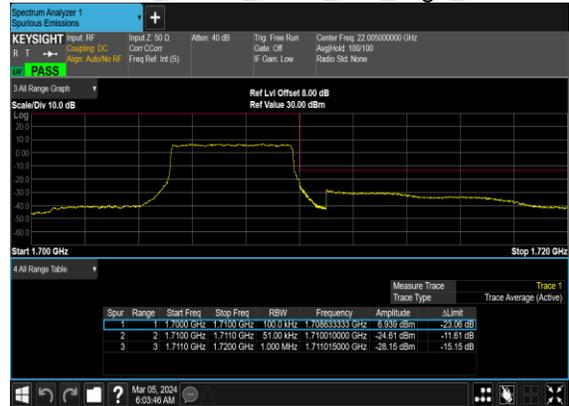 Spectrum Analyzer 1
Spurious Emissions
+
KEYSIGHT Input: RF Input Z: 50 Ω Atten: 40 dB Trig: Free Run Center Freq: 22.005000000 GHz
R T Coupling: DC Corr CCorr Gate: Off Avg|Hold: 100/100
Align: Auto/No RF Freq Ref: Int (S) IF Gain: Low Radio Std: None
PASS
3 All Range Graph Ref Lvl Offset 8.00 dB
Scale/Div 10.0 dB Ref Value 30.00 dBm
Log
20.0
10.0
0.00
-10.0
-20.0
-30.0
-40.0
-50.0
-60.0
Start 1.700 GHz Stop 1.720 GHz
4 All Range Table
Measure Trace Trace 1
Trace Type Trace Average (Active)
Spur Range Start Freq Stop Freq RBW Frequency Amplitude ΔLimit
1 1 1.7000 GHz 1.7100 GHz 100.0 kHz 1.708633333 GHz 6.939 dBm -23.06 dB
2 2 1.7100 GHz 1.7110 GHz 51.00 kHz 1.710010000 GHz -24.61 dBm -11.61 dB
3 3 1.7110 GHz 1.7200 GHz 1.000 MHz 1.711015000 GHz -28.15 dBm -15.15 dB
?
Mar 05, 2024
6:03:46 AM